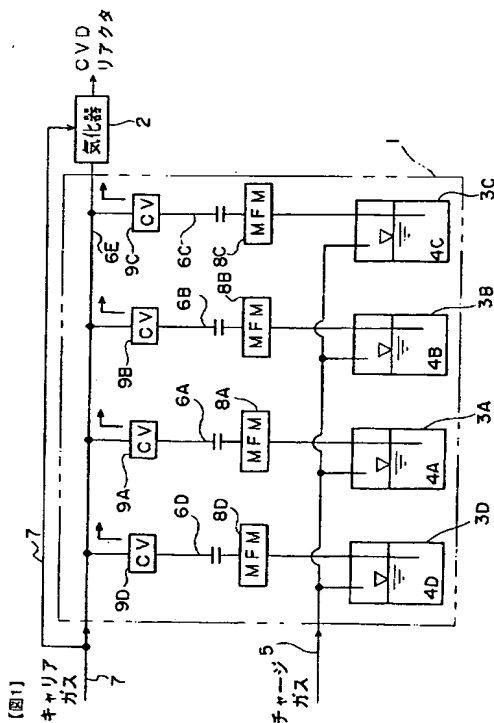 【図1】
キャリア
ガス
7
7
CVD
リアクタ
気化器
2
1
6E
9D
CV
9A
CV
9B
CV
9C
CV
6D
6A
6B
6C
8D
MFM
8A
MFM
8B
MFM
8C
MFM
チャージ
ガス
5
4D
4A
4B
4C
3D
3A
3B
3C